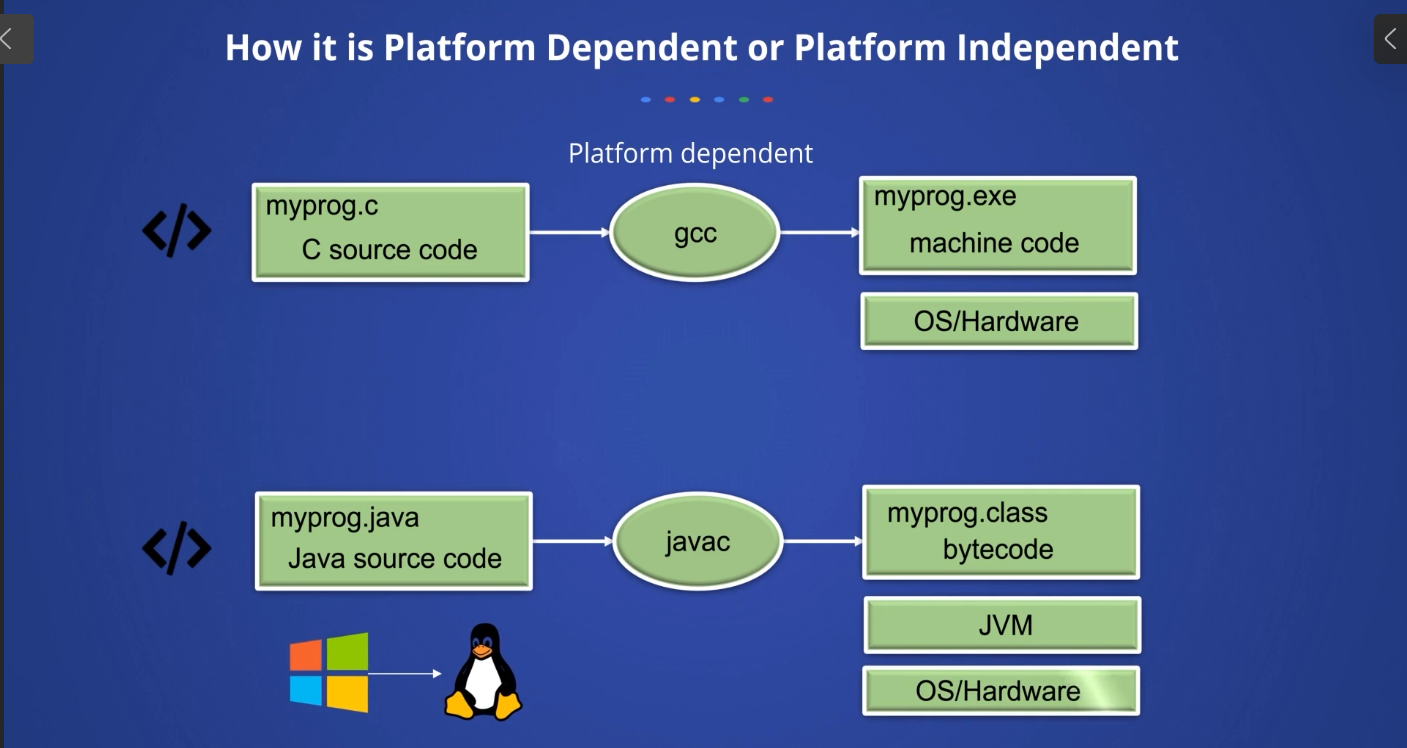 How it is Platform Dependent or Platform Independent
Platform dependent
</>
myprog.c
C source code
gcc
myprog.exe
machine code
OS/Hardware
</>
myprog.java
Java source code
javac
myprog.class
bytecode
JVM
OS/Hardware